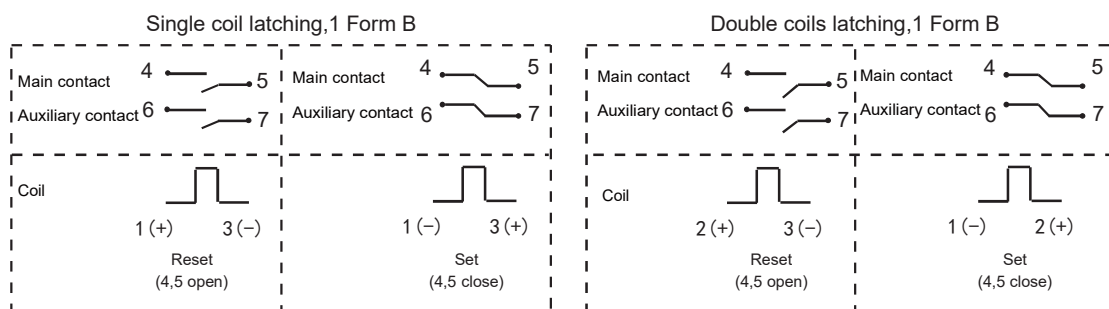 Single coil latching,1 Form B
Main contact 4 5
Auxiliary contact 6 7
Main contact 4 5
Auxiliary contact 6 7
Coil
1(+) 3(-)
Reset
(4,5 open)
1(-) 3(+)
Set
(4,5 close)
Double coils latching,1 Form B
Main contact 4 5
Auxiliary contact 6 7
Main contact 4 5
Auxiliary contact 6 7
Coil
2(+) 3(-)
Reset
(4,5 open)
1(-) 2(+)
Set
(4,5 close)